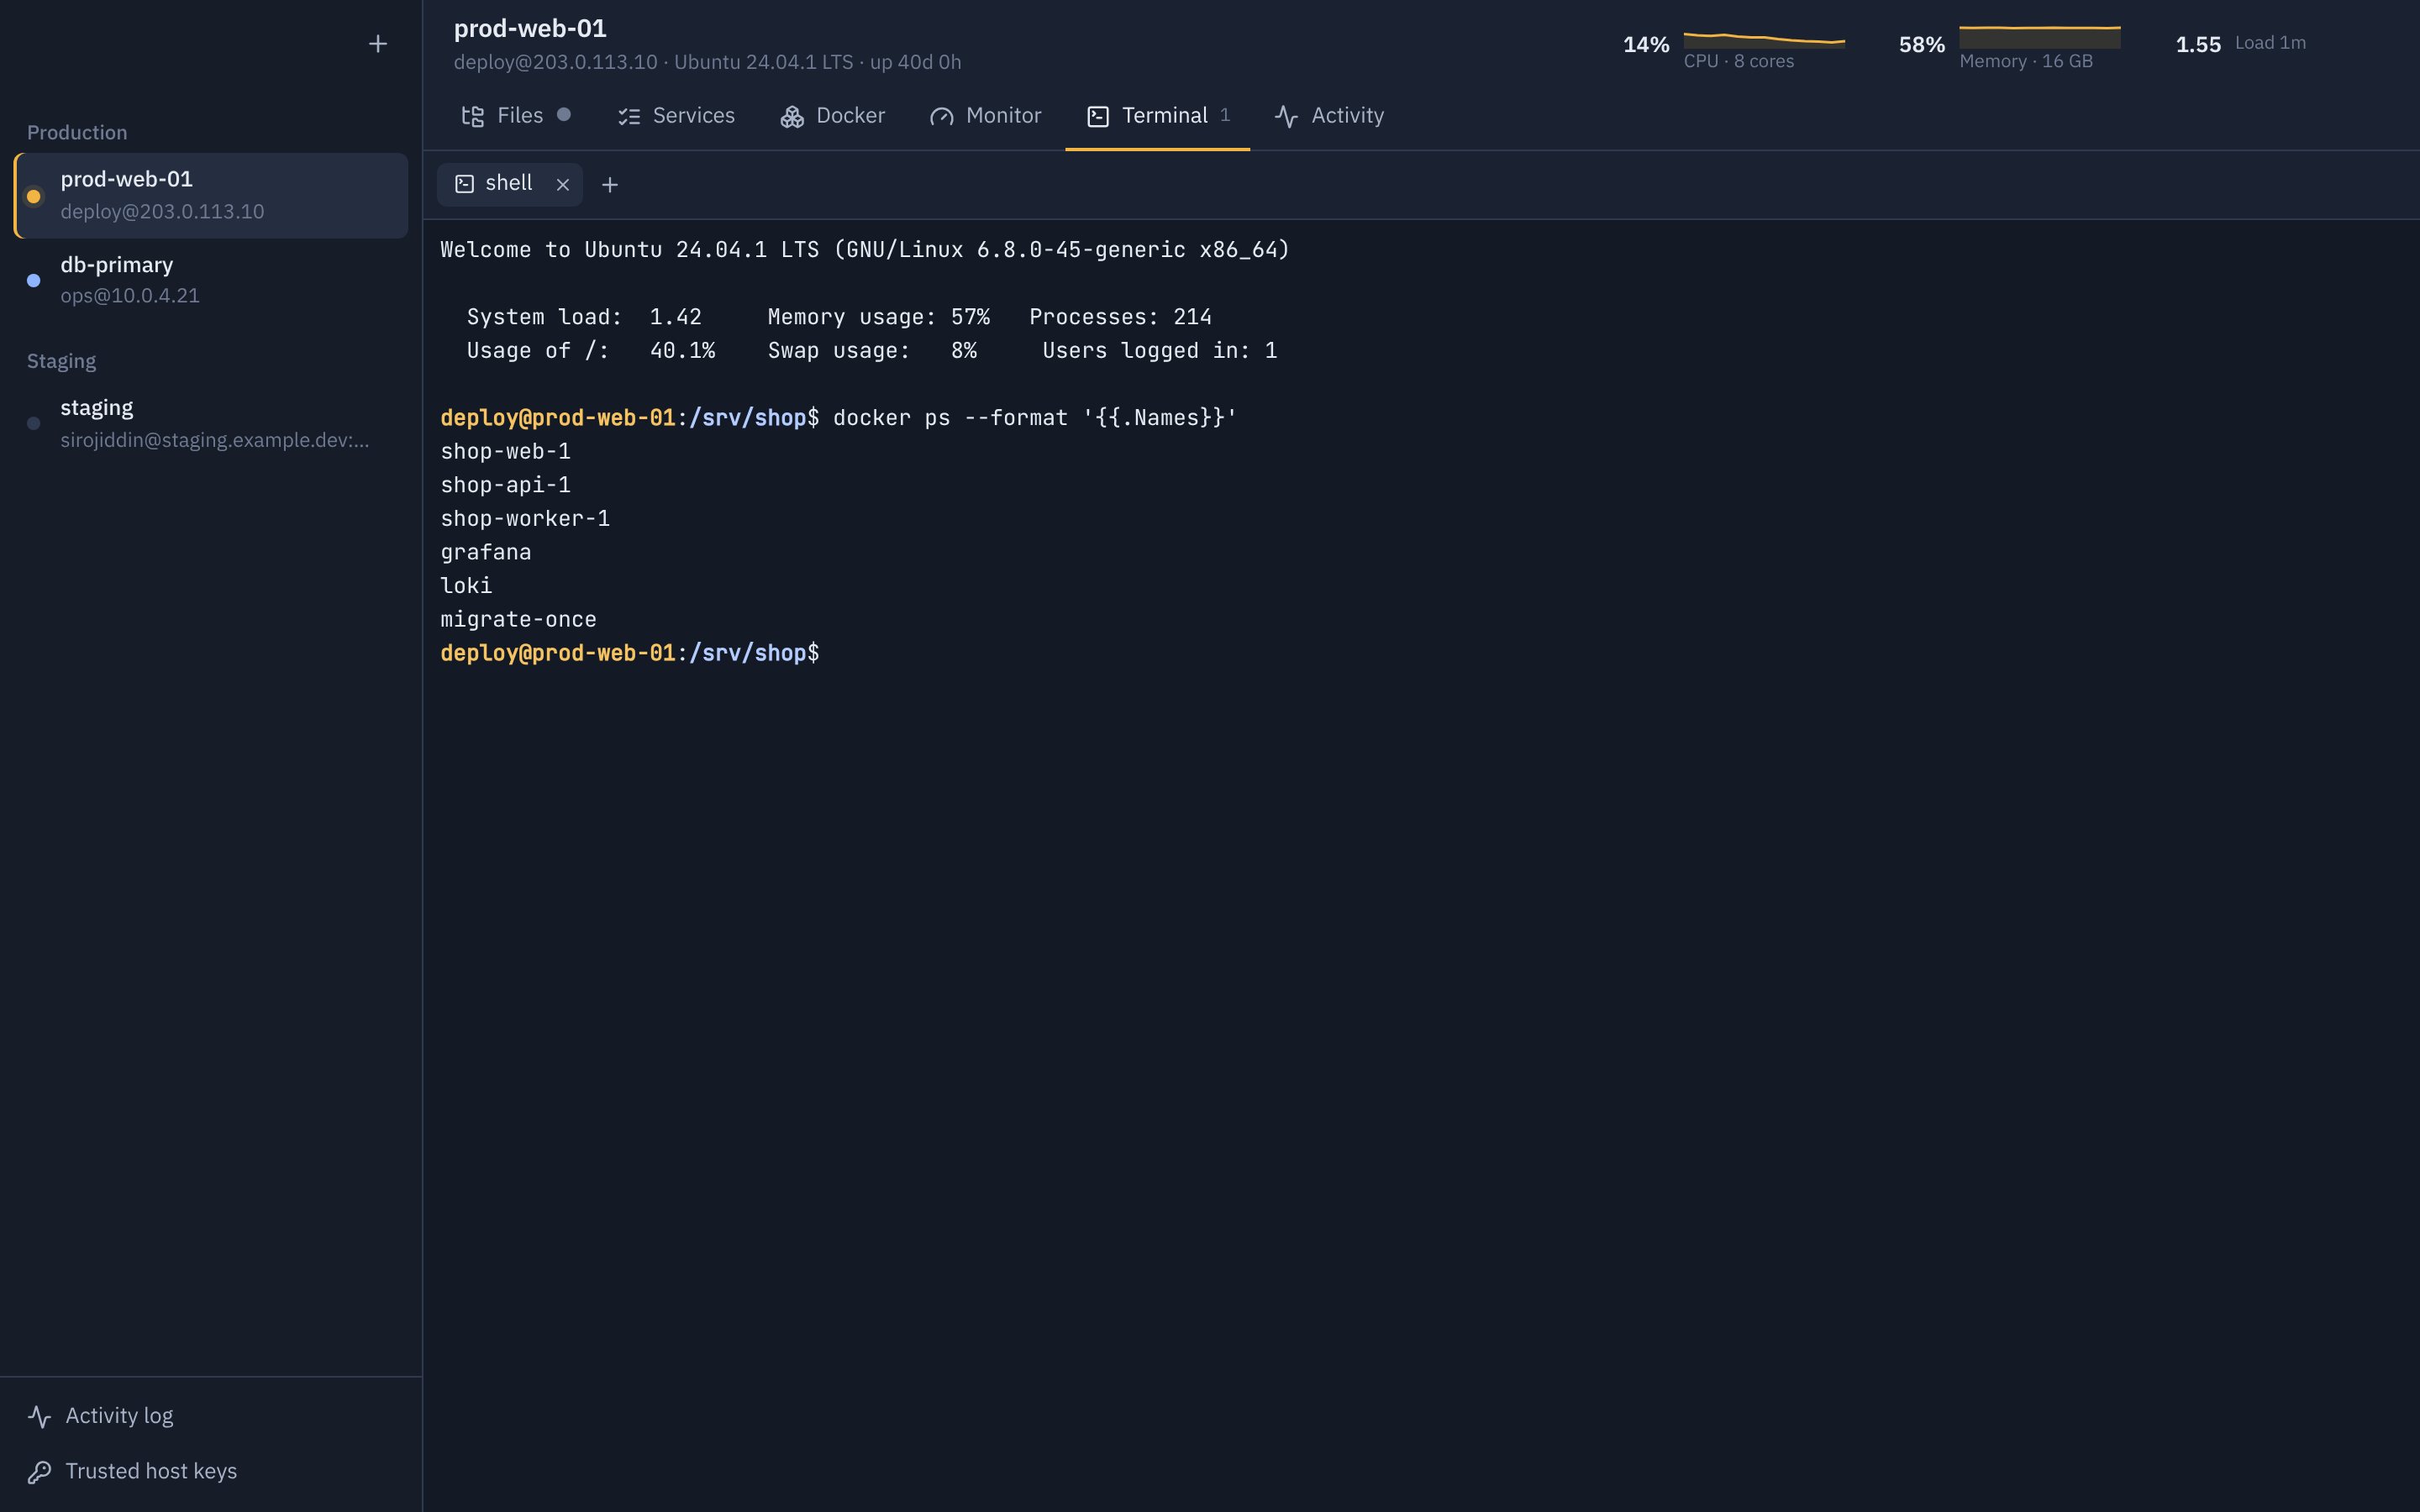 Production
prod-web-01
deploy@203.0.113.10
db-primary
ops@10.0.4.21
Staging
staging
sirojiddin@staging.example.dev:...
Activity log
Trusted host keys
prod-web-01
deploy@203.0.113.10 · Ubuntu 24.04.1 LTS · up 40d 0h
14% CPU · 8 cores
58% Memory · 16 GB
1.55 Load 1m
Files Services Docker Monitor Terminal 1 Activity
shell
Welcome to Ubuntu 24.04.1 LTS (GNU/Linux 6.8.0-45-generic x86_64)
System load:  1.42     Memory usage: 57%   Processes: 214
Usage of /:   40.1%    Swap usage:   8%     Users logged in: 1
deploy@prod-web-01:/srv/shop$ docker ps --format '{{.Names}}'
shop-web-1
shop-api-1
shop-worker-1
grafana
loki
migrate-once
deploy@prod-web-01:/srv/shop$